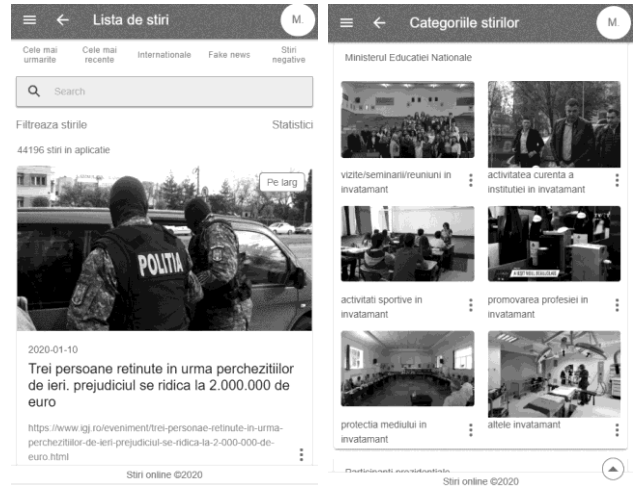 Lista de stiri
M.
Cele mai urmarite
Cele mai recente
Internationale
Fake news
Stiri negative
Search
Filtreaza stirile
Statistici
44196 stiri in aplicatie
Pe larg
POLITIA
2020-01-10
Trei persoane retinute in urma perchezitiilor
de ieri. prejudiciul se ridica la 2.000.000 de
euro
https://www.igj.ro/eveniment/trei-personae-retinute-in-urma-
perchezitiilor-de-ieri-prejudiciul-se-ridica-la-2-000-000-de-
euro.html
Stiri online ©2020
Categoriile stirilor
M.
Ministerul Educatiei Nationale
vizite/seminarii/reuniuni in
invatamant
activitatea curenta a
institutiei in invatamant
activitati sportive in
invatamant
promovarea profesiei in
invatamant
protectia mediului in
invatamant
altele invatamant
Participanti prezidentiale
Stiri online ©2020